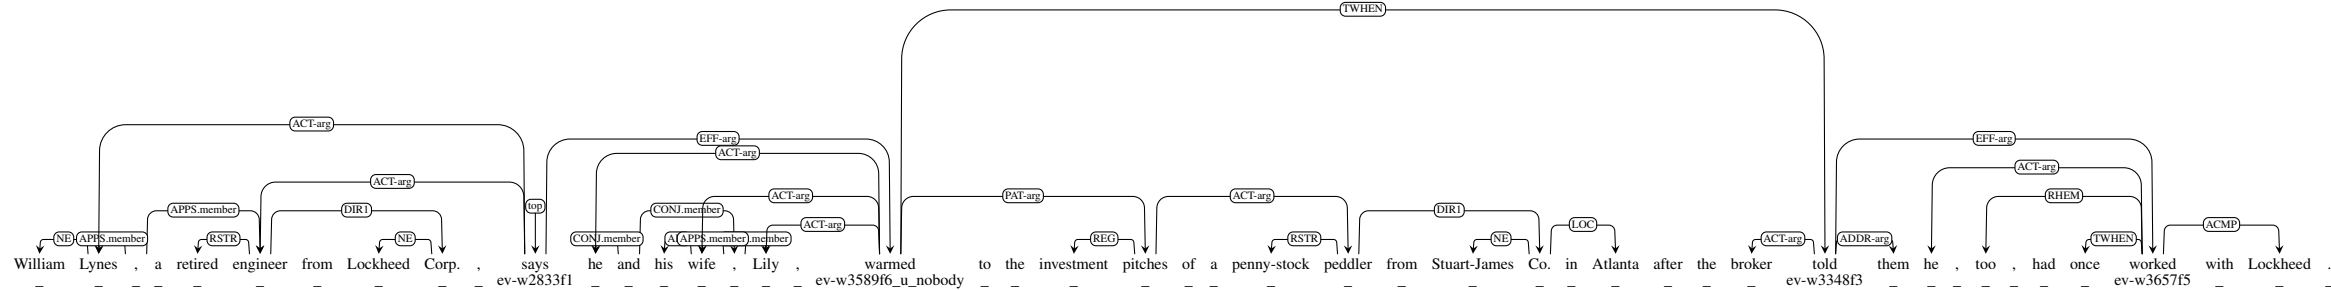 TWHEN
ACT-arg
EFF-arg EFF-arg
ACT-arg
ACT-arg
ACT-arg
top
ACT-arg PAT-arg ACT-arg RHEM
APPS.member DIR1 CONJ.member DIR1
ACT-arg LOC ACMP
NE APPS.member RSTR NE CONJ.member APPS.member .member REG RSTR NE ACT-arg ADDR-arg TWHEN
William Lynes , a retired engineer from Lockheed Corp. , says he and his wife , Lily , warmed to the investment pitches of a penny-stock peddler from Stuart-James Co. in Atlanta after the broker told them he , too , had once worked with Lockheed .
_ _ _ _ _ _ _ _ _ _ ev-w2833f1 _ _ _ _ _ _ _ ev-w3589f6_u_nobody _ _ _ _ _ _ _ _ _ _ _ _ _ _ _ _ ev-w3348f3 _ _ _ _ _ _ _ ev-w3657f5 _ _ _